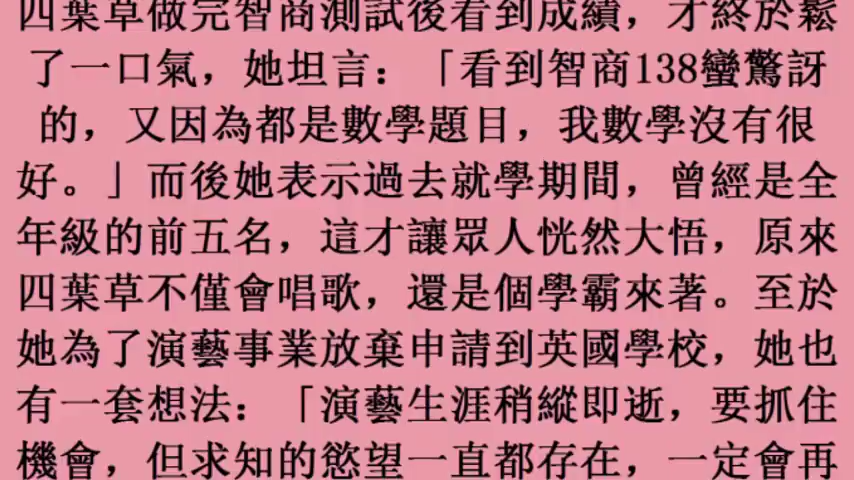 四葉草做完智商測試後看到成績，才終於鬆
了一口氣，她坦言：「看到智商138蠻驚訝
的，又因為都是數學題目，我數學沒有很
好。」而後她表示過去就學期間，曾經是全
年級的前五名，這才讓眾人恍然大悟，原來
四葉草不僅會唱歌，還是個學霸來著。至於
她為了演藝事業放棄申請到英國學校，她也
有一套想法：「演藝生涯稍縱即逝，要抓住
機會，但求知的慾望一直都存在，一定會再